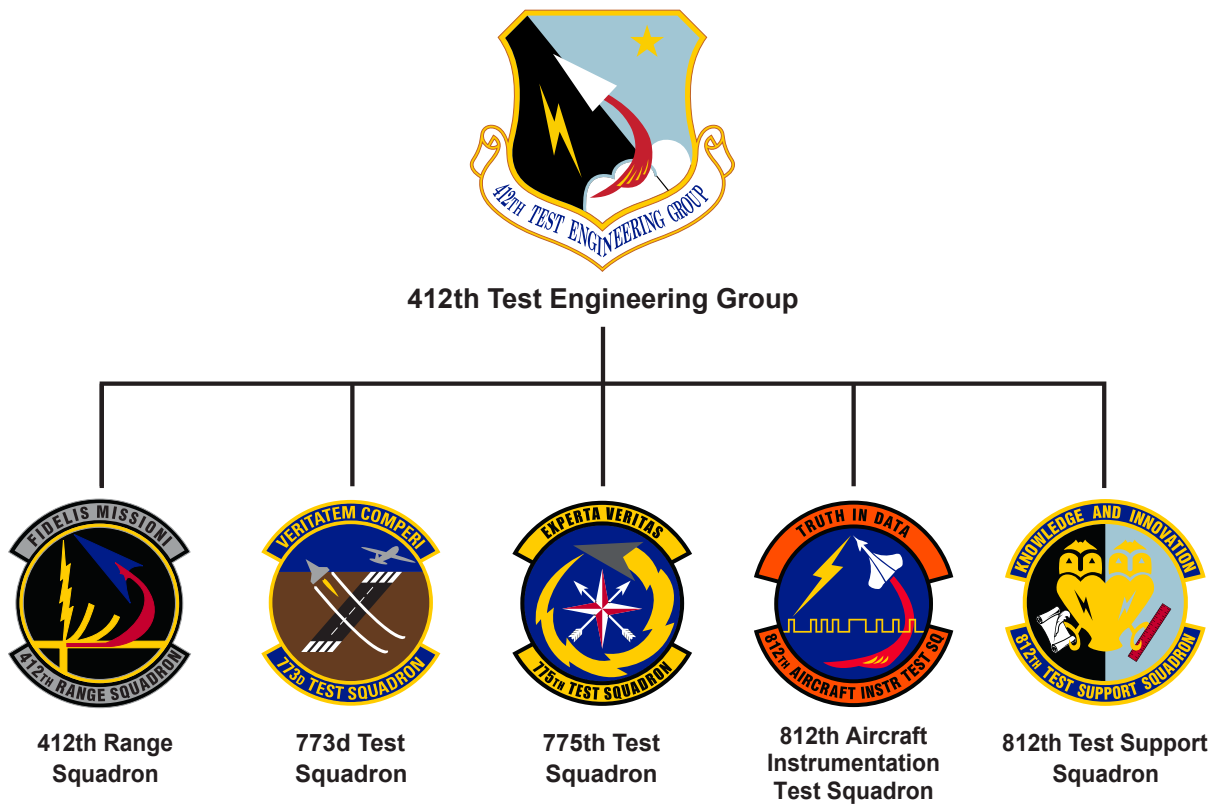 412TH TEST ENGINEERING GROUP
412th Test Engineering Group
FIDELIS MISSIONI
412TH RANGE SQUADRON
412th Range
Squadron
VERITATEM COMPERI
773D TEST SQUADRON
773d Test
Squadron
EXPERTA VERITAS
775TH TEST SQUADRON
775th Test
Squadron
TRUTH IN DATA
812TH AIRCRAFT INSTR TEST SQ
812th Aircraft
Instrumentation
Test Squadron
KNOWLEDGE AND INNOVATION
812TH TEST SUPPORT SQUADRON
812th Test Support
Squadron